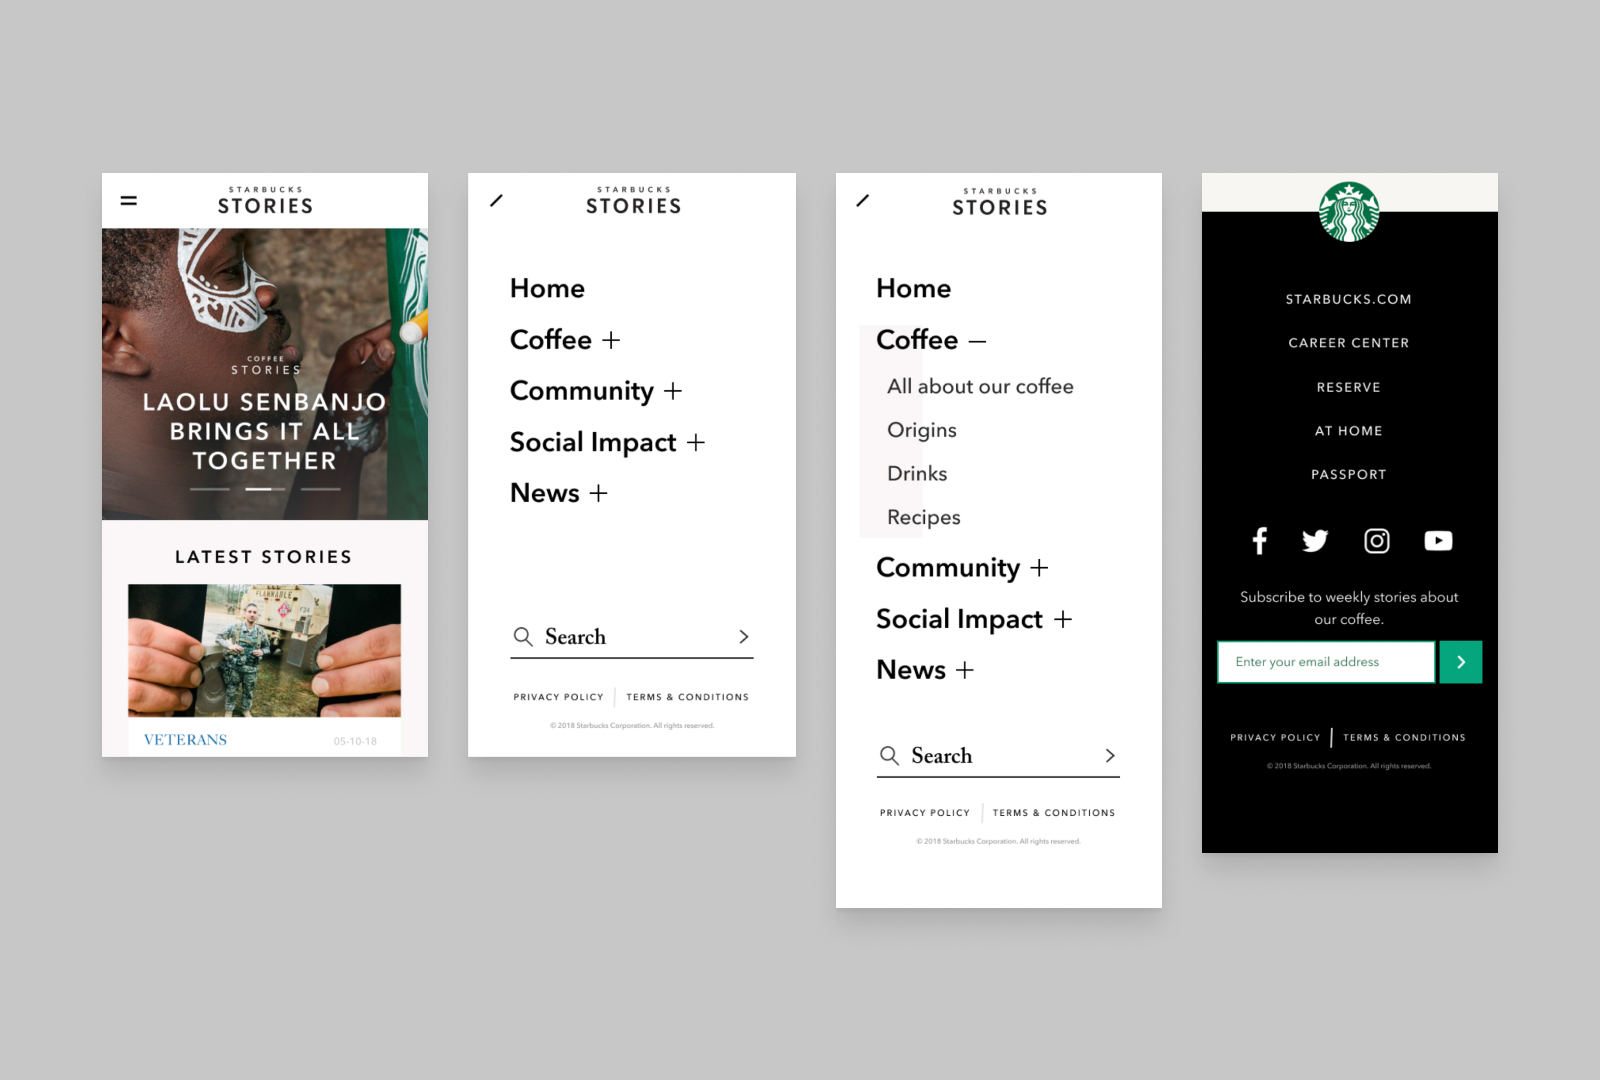 STARBUCKS
STORIES
COFFEE
STORIES
LAOLU SENBANJO
BRINGS IT ALL
TOGETHER
LATEST STORIES
FLAMMABLE
VETERANS 05-10-18
STARBUCKS
STORIES
Home
Coffee +
Community +
Social Impact +
News +
Search
PRIVACY POLICY | TERMS & CONDITIONS
© 2018 Starbucks Corporation. All rights reserved.
STARBUCKS
STORIES
Home
Coffee —
All about our coffee
Origins
Drinks
Recipes
Community +
Social Impact +
News +
Search
PRIVACY POLICY | TERMS & CONDITIONS
© 2018 Starbucks Corporation. All rights reserved.
STARBUCKS.COM
CAREER CENTER
RESERVE
AT HOME
PASSPORT
Subscribe to weekly stories about
our coffee.
Enter your email address
PRIVACY POLICY | TERMS & CONDITIONS
© 2018 Starbucks Corporation. All rights reserved.